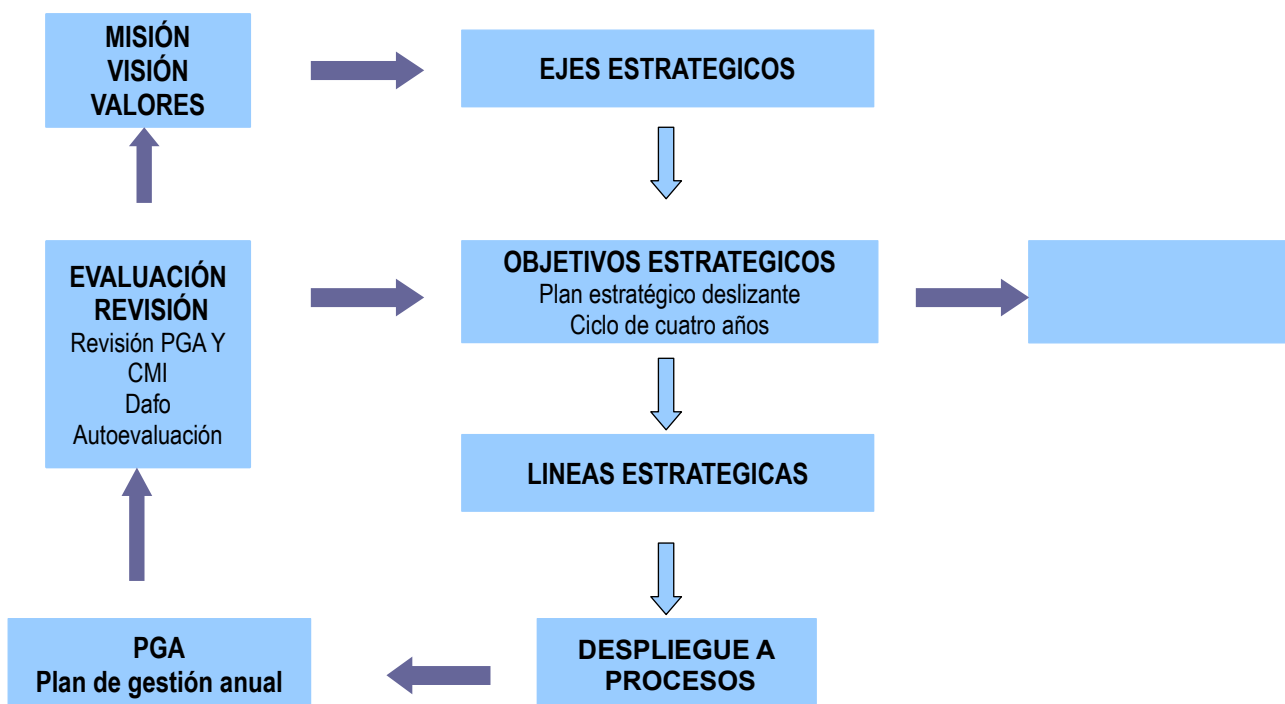 MISIÓN
VISIÓN
VALORES
EJES ESTRATEGICOS
EVALUACIÓN
REVISIÓN
Revisión PGA Y
CMI
Dafo
Autoevaluación
OBJETIVOS ESTRATEGICOS
Plan estratégico deslizante
Ciclo de cuatro años
LINEAS ESTRATEGICAS
PGA
Plan de gestión anual
DESPLIEGUE A
PROCESOS